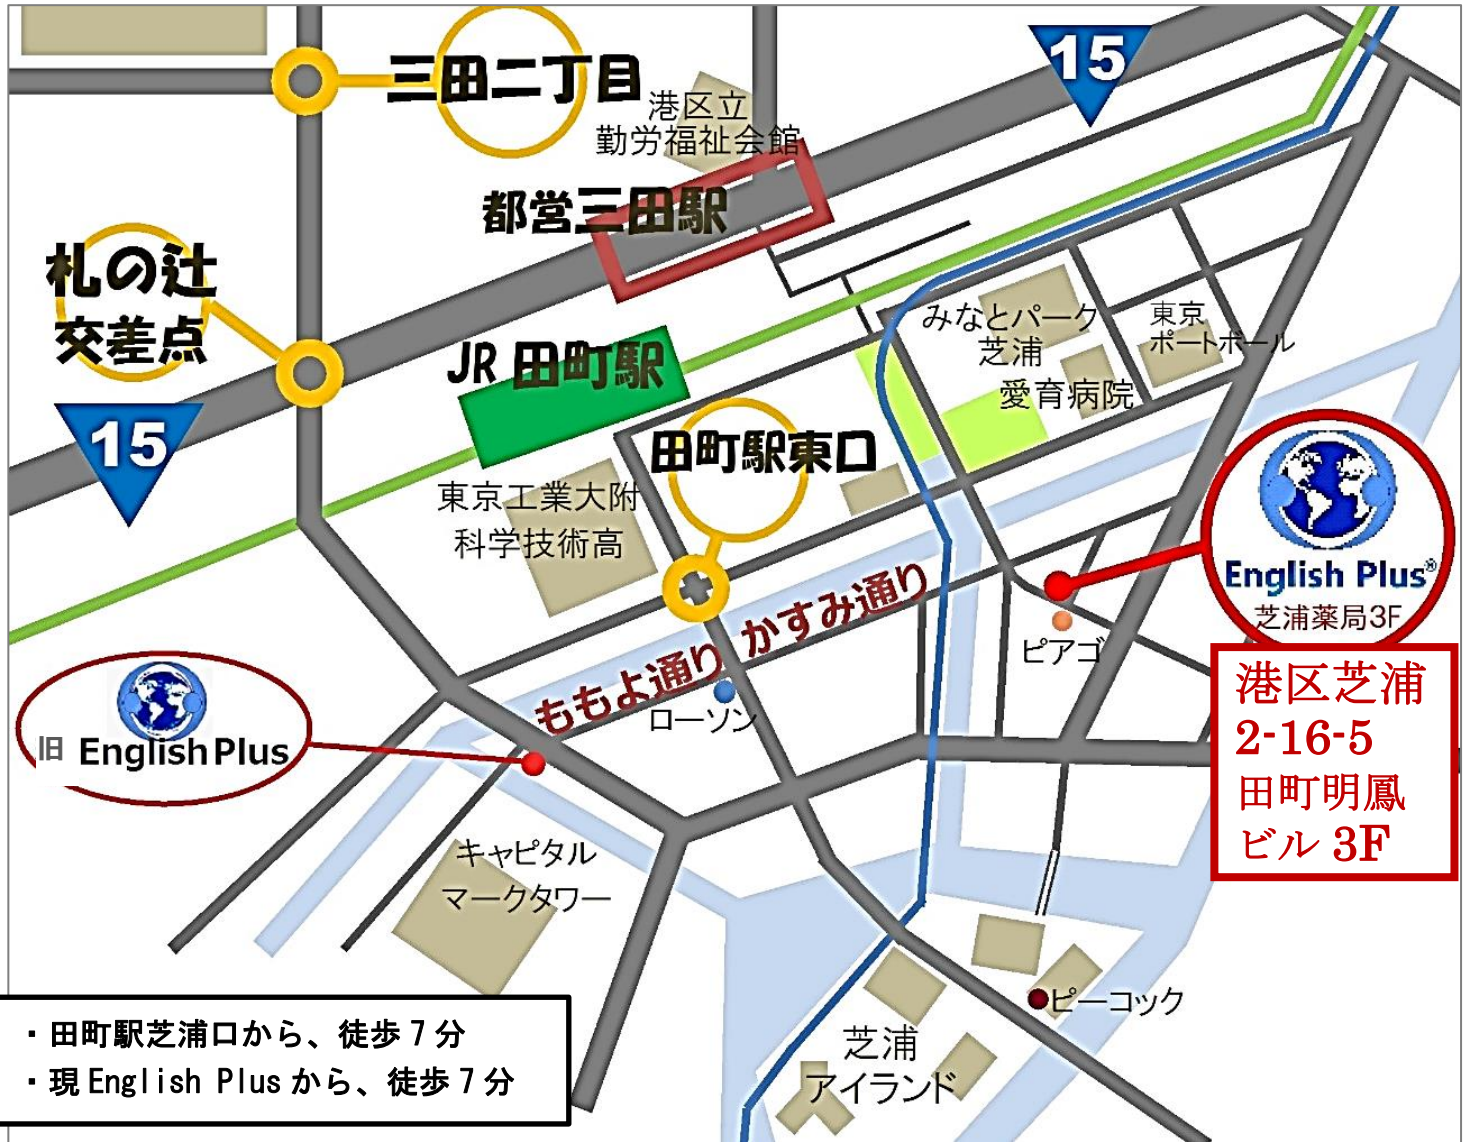 三田二丁目
港区立
勤労福祉会館
15
都営三田駅
札の辻
交差点
JR 田町駅
みなとパーク
芝浦
東京
ポートボール
愛育病院
15
田町駅東口
東京工業大附
科学技術高
English Plus®
芝浦薬局3F
かすみ通り
ももよ通り
ピアゴ
ローソン
港区芝浦
2-16-5
田町明鳳
ビル 3F
旧 English Plus
キャピタル
マークタワー
ピーコック
芝浦
アイランド
・田町駅芝浦口から、徒歩 7 分
・現 English Plus から、徒歩 7 分